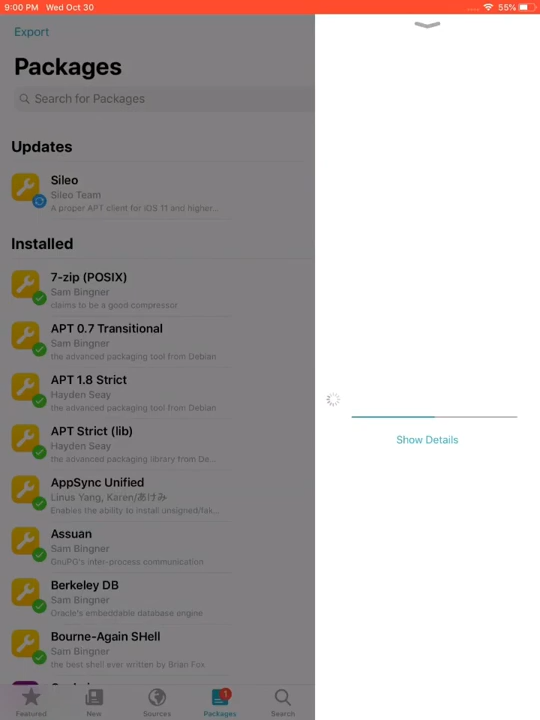 9:00 PM Wed Oct 30
55%
Export
Packages
Search for Packages
Updates
Sileo
Sileo Team
A proper APT client for iOS 11 and higher...
Installed
7-zip (POSIX)
Sam Bingner
claims to be a good compressor
APT 0.7 Transitional
Sam Bingner
the advanced packaging tool from Debian
APT 1.8 Strict
Hayden Seay
the advanced packaging tool from Debian
APT Strict (lib)
Hayden Seay
the advanced packaging library from De...
AppSync Unified
Linus Yang, Karen/あけみ
Enables the ability to install unsigned/fak...
Assuan
Sam Bingner
GnuPG's inter-process communication
Berkeley DB
Sam Bingner
Oracle's embeddable database engine
Bourne-Again SHell
Sam Bingner
the best shell ever written by Brian Fox
Show Details
1
Featured
New
Sources
Packages
Search